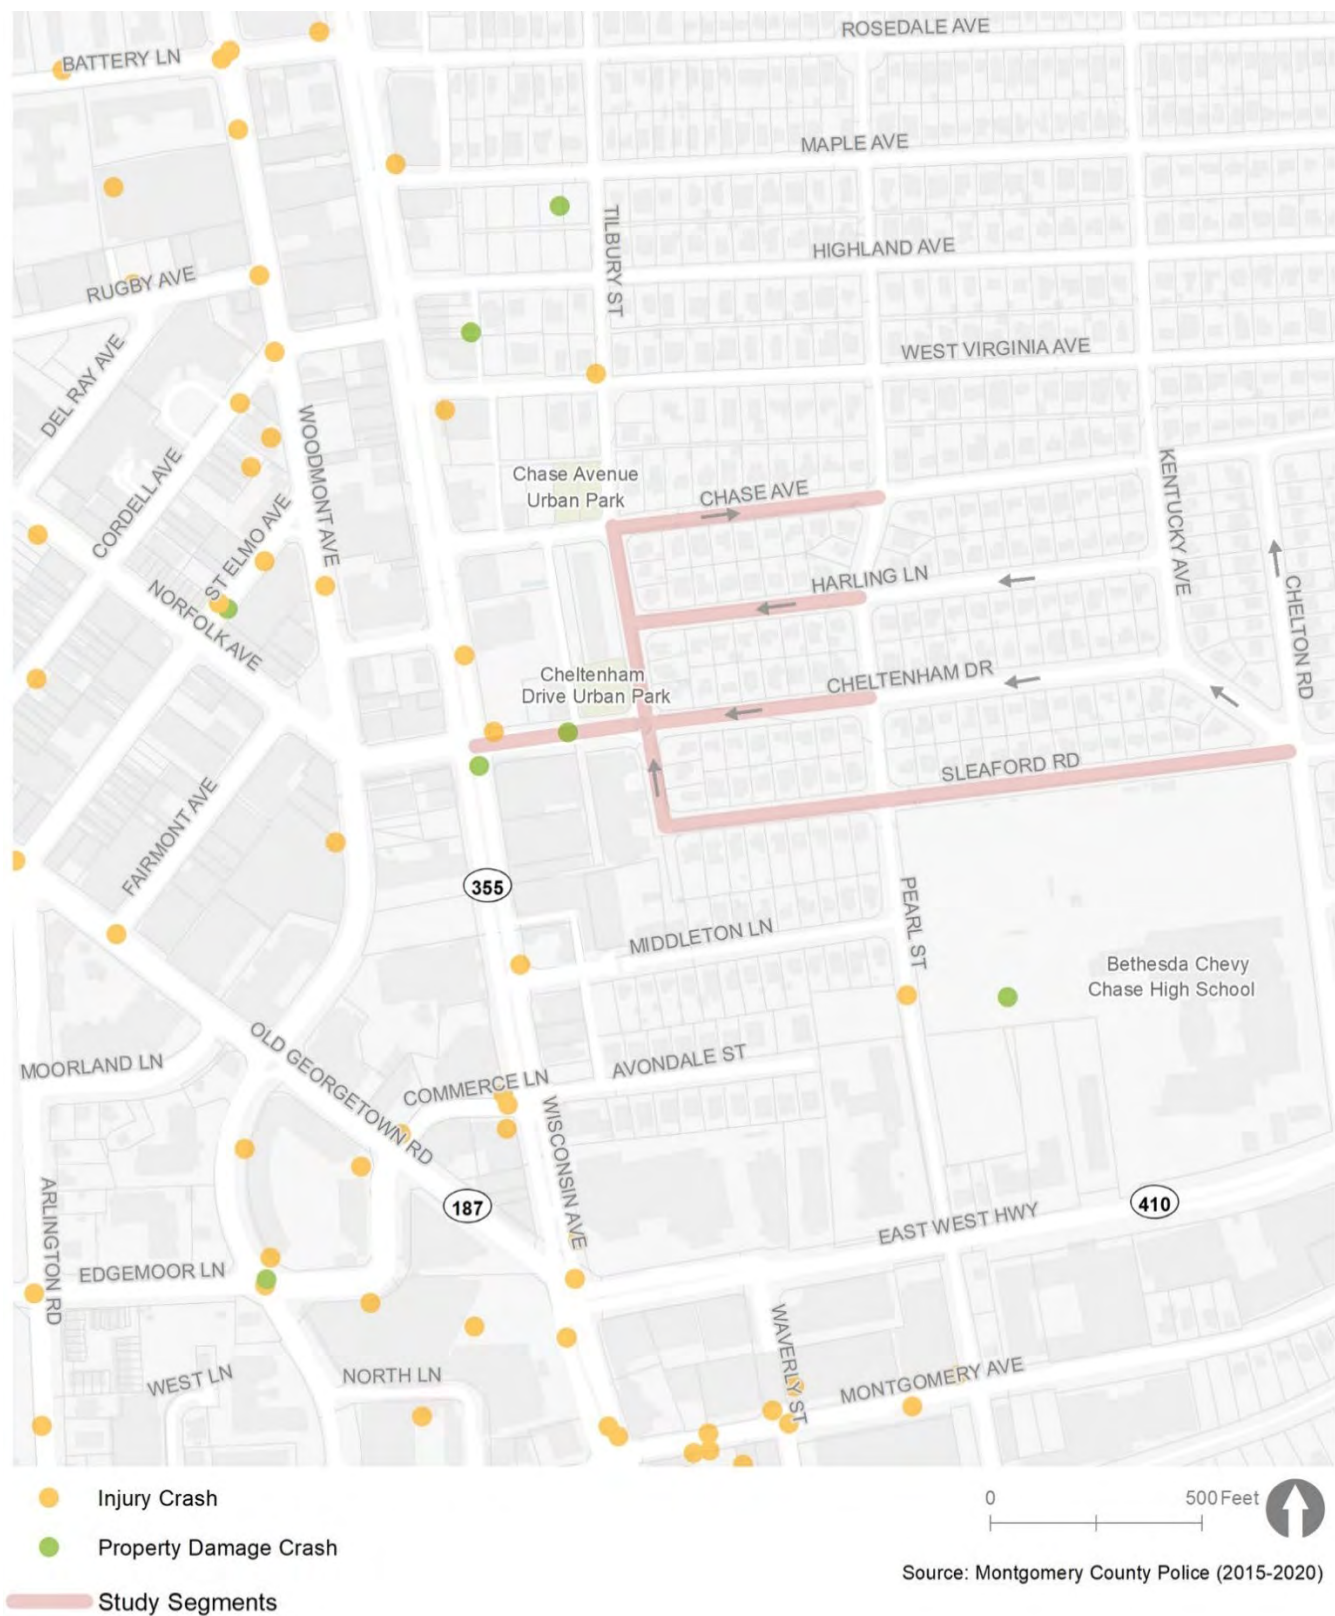 ROSEDALE AVE
BATTERY LN
MAPLE AVE
TILBURY ST
HIGHLAND AVE
RUGBY AVE
DEL RAY AVE
WEST VIRGINIA AVE
WOODMONT AVE
CORDELL AVE
Chase Avenue
Urban Park
CHASE AVE
KENTUCKY AVE
ST ELMO AVE
HARLING LN
NORFOLK AVE
CHELTON RD
Cheltenham
Drive Urban Park
CHELTENHAM DR
SLEAFORD RD
FAIRMONT AVE
355
PEARL ST
MIDDLETON LN
Bethesda Chevy
Chase High School
OLD GEORGETOWN RD
MOORLAND LN
AVONDALE ST
COMMERCE LN
WISCONSIN AVE
ARLINGTON RD
187
410
EAST WEST HWY
EDGEMOOR LN
WAVERLY ST
WEST LN
NORTH LN
MONTGOMERY AVE
Injury Crash
Property Damage Crash
Study Segments
0 500 Feet
Source: Montgomery County Police (2015-2020)